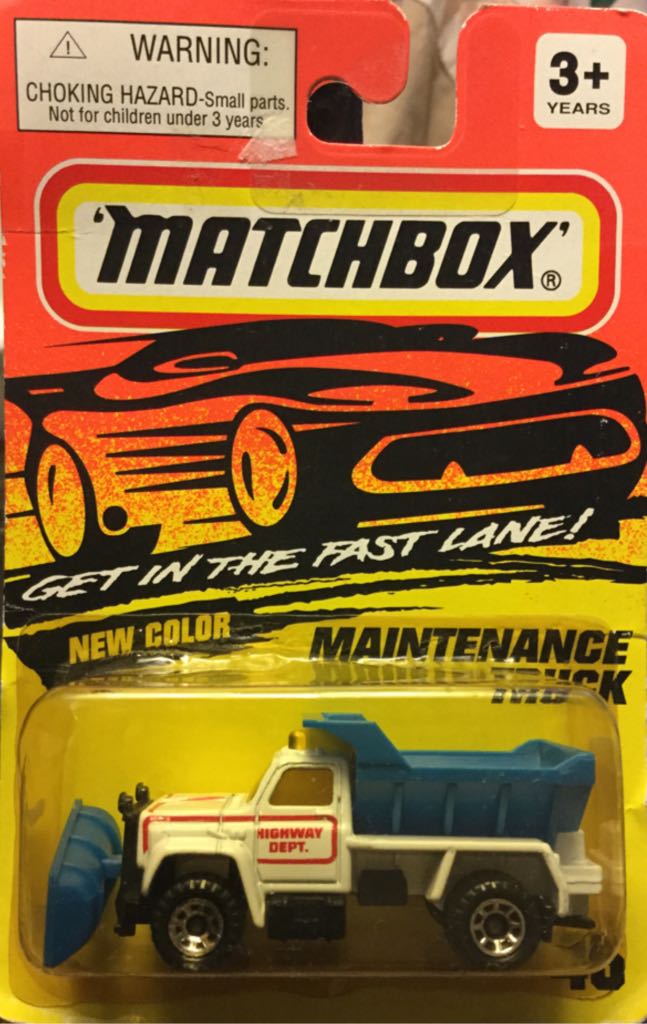 WARNING:
CHOKING HAZARD-Small parts.
Not for children under 3 years.
3+
YEARS
'MATCHBOX'®
GET IN THE FAST LANE!
NEW COLOR
MAINTENANCE
TRUCK
HIGHWAY
DEPT.